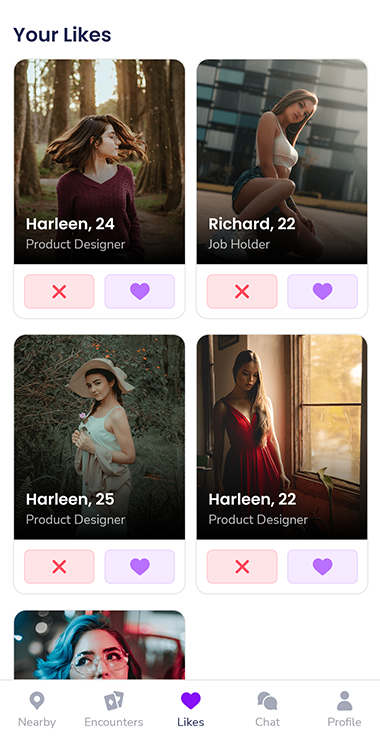 Your Likes
Harleen, 24
Product Designer
Richard, 22
Job Holder
Harleen, 25
Product Designer
Harleen, 22
Product Designer
Nearby
Encounters
Likes
Chat
Profile